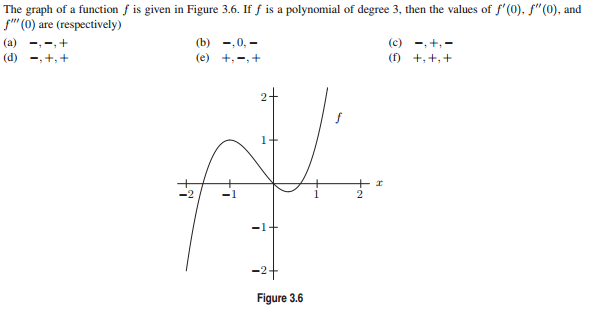 The graph of a function f is given in Figure 3.6. If f is a polynomial of degree 3, then the values of f′(0), f″(0), and
f‴(0) are (respectively)
(a) −, −, + (b) −, 0, − (c) −, +, −
(d) −, +, + (e) +, −, + (f) +, +, +
2
f
1
x
−2 −1 1 2
−1
−2
Figure 3.6